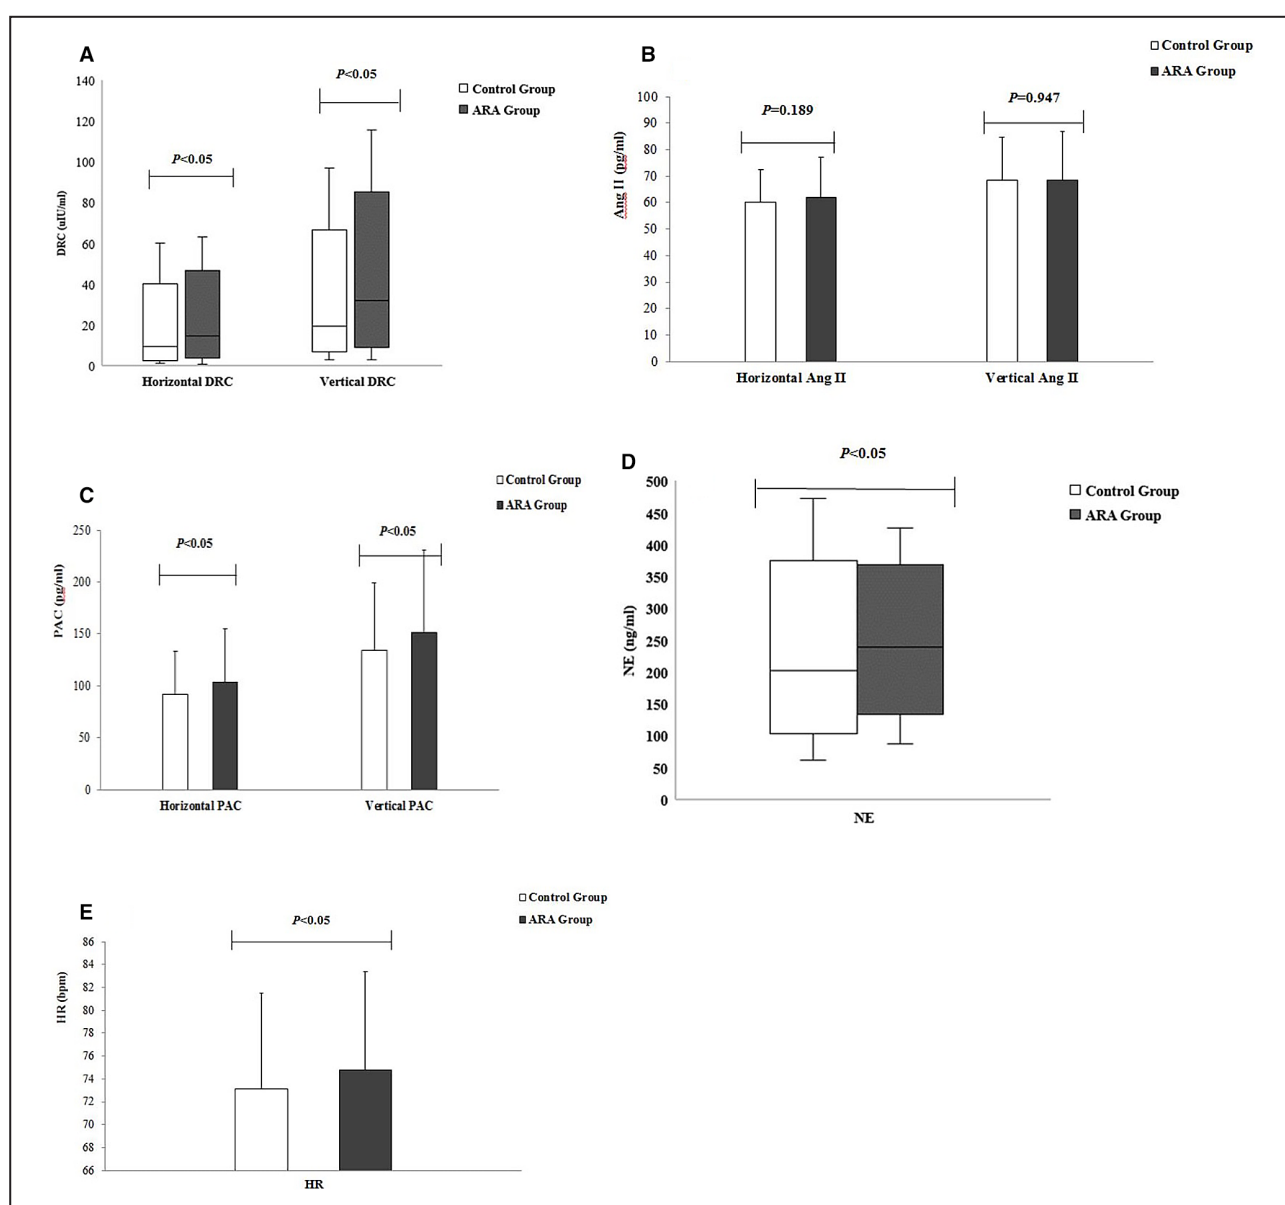 A
P<0.05
Control Group
ARA Group
P<0.05
140
120
100
80
60
40
20
0
DRC (uIU/ml)
Horizontal DRC
Vertical DRC
B
Control Group
ARA Group
P=0.189
P=0.947
100
90
80
70
60
50
40
30
20
10
0
Ang II (pg/ml)
Horizontal Ang II
Vertical Ang II
C
Control Group
ARA Group
P<0.05
P<0.05
250
200
150
100
50
0
PAC (pg/ml)
Horizontal PAC
Vertical PAC
D
P<0.05
Control Group
ARA Group
500
450
400
350
300
250
200
150
100
50
0
NE (ng/ml)
NE
E
Control Group
ARA Group
P<0.05
86
84
82
80
78
76
74
72
70
68
66
HR (bpm)
HR